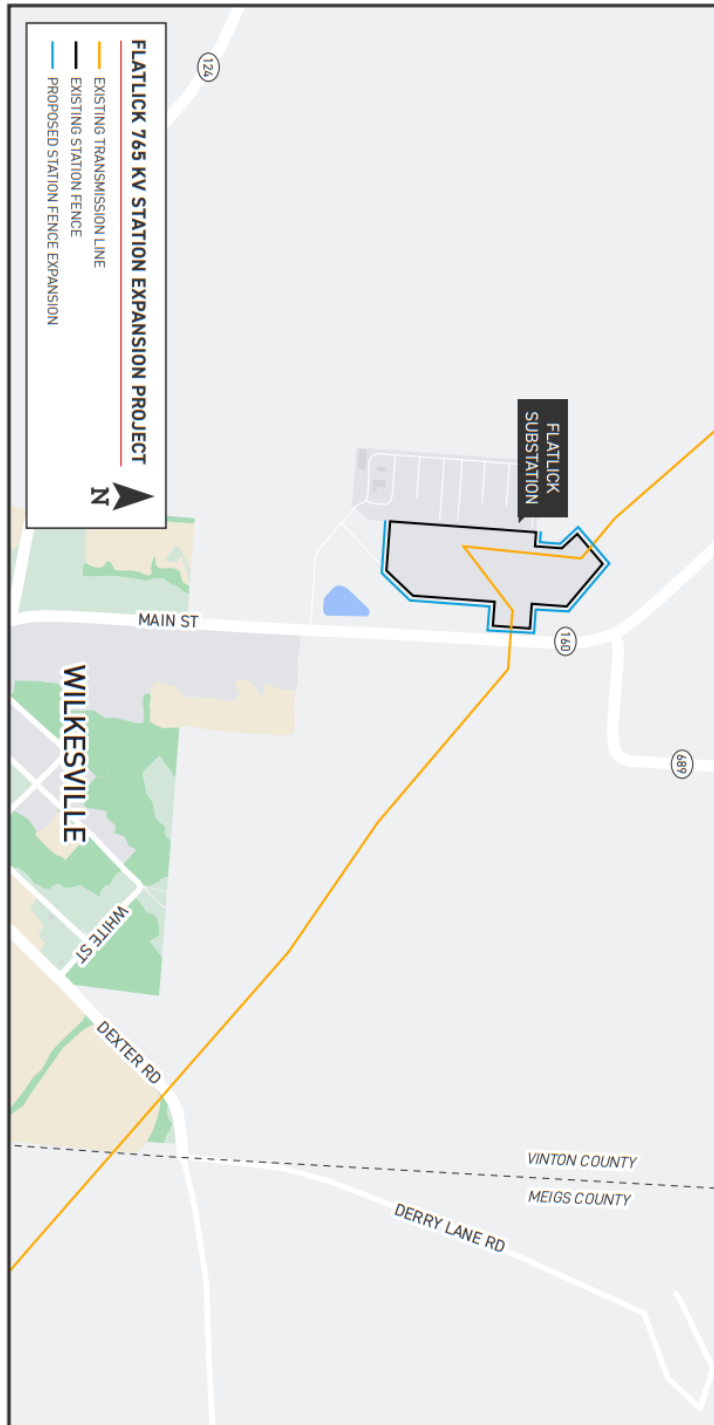 FLATLICK 765 KV STATION EXPANSION PROJECT
EXISTING TRANSMISSION LINE
EXISTING STATION FENCE
PROPOSED STATION FENCE EXPANSION
N
124
FLATLICK
SUBSTATION
160
689
MAIN ST
WILKESVILLE
WHITE ST
DEXTER RD
VINTON COUNTY
MEIGS COUNTY
DERRY LANE RD